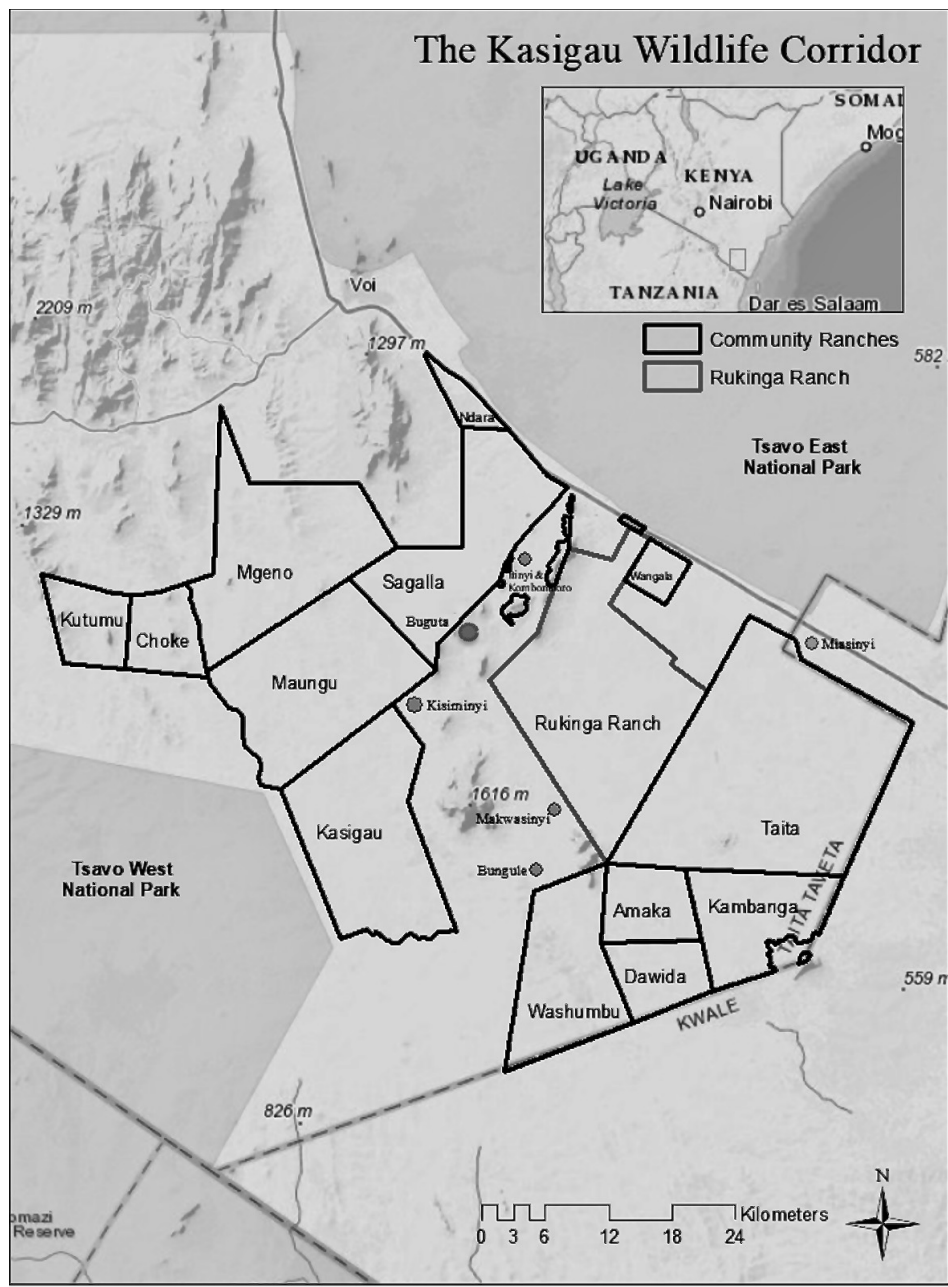 The Kasigau Wildlife Corridor
SOMAL
Mog
UGANDA
KENYA
Lake
Victoria
Nairobi
TANZANIA
Dar es Salaam
Community Ranches
Rukinga Ranch
Voi
2209 m
1297 m
582
Ndara
Tsavo East
National Park
1329 m
Mgeno
Sagalla
Wangala
Kutumu
Choke
Buguta
Miasinyi
Maungu
Kisiminyi
Rukinga Ranch
1616 m
Makwasinyi
Kasigau
Taita
Tsavo West
National Park
Bungule
TAITA TAVETA
Amaka
Kambanga
Dawida
559 m
Washumbu
KWALE
826 m
omazi
Reserve
N
Kilometers
0 3 6 12 18 24